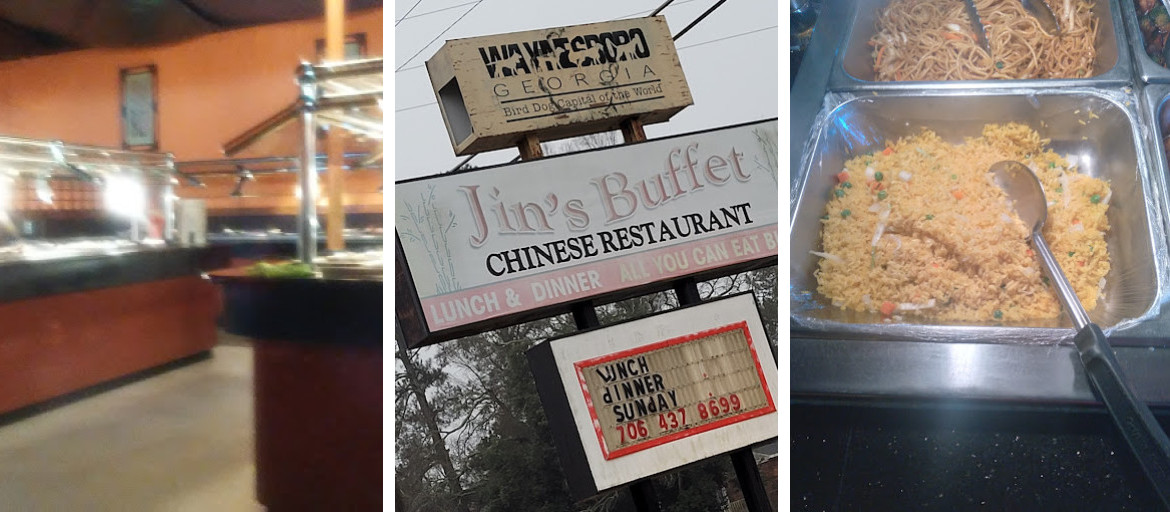 WAYNESBORO
GEORGIA
Bird Dog Capital of the World
Jin's Buffet
CHINESE RESTAURANT
LUNCH & DINNER ALL YOU CAN EAT
LUNCH
dINNER
SUNdAY
706 437 8699